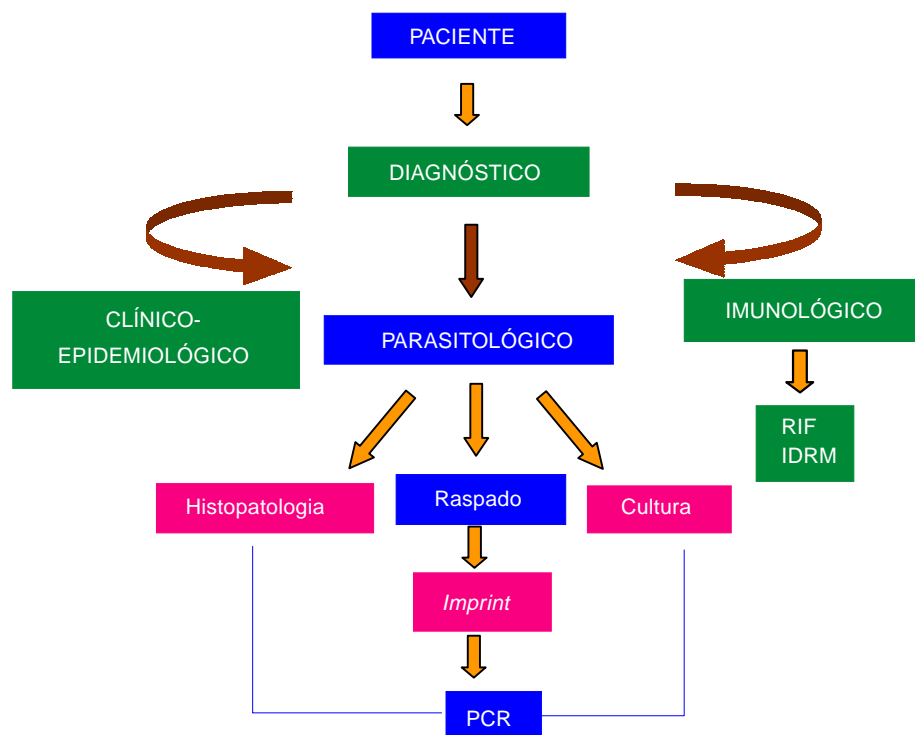 PACIENTE
DIAGNÓSTICO
CLÍNICO-
EPIDEMIOLÓGICO
PARASITOLÓGICO
IMUNOLÓGICO
RIF
IDRM
Histopatologia
Raspado
Cultura
Imprint
PCR